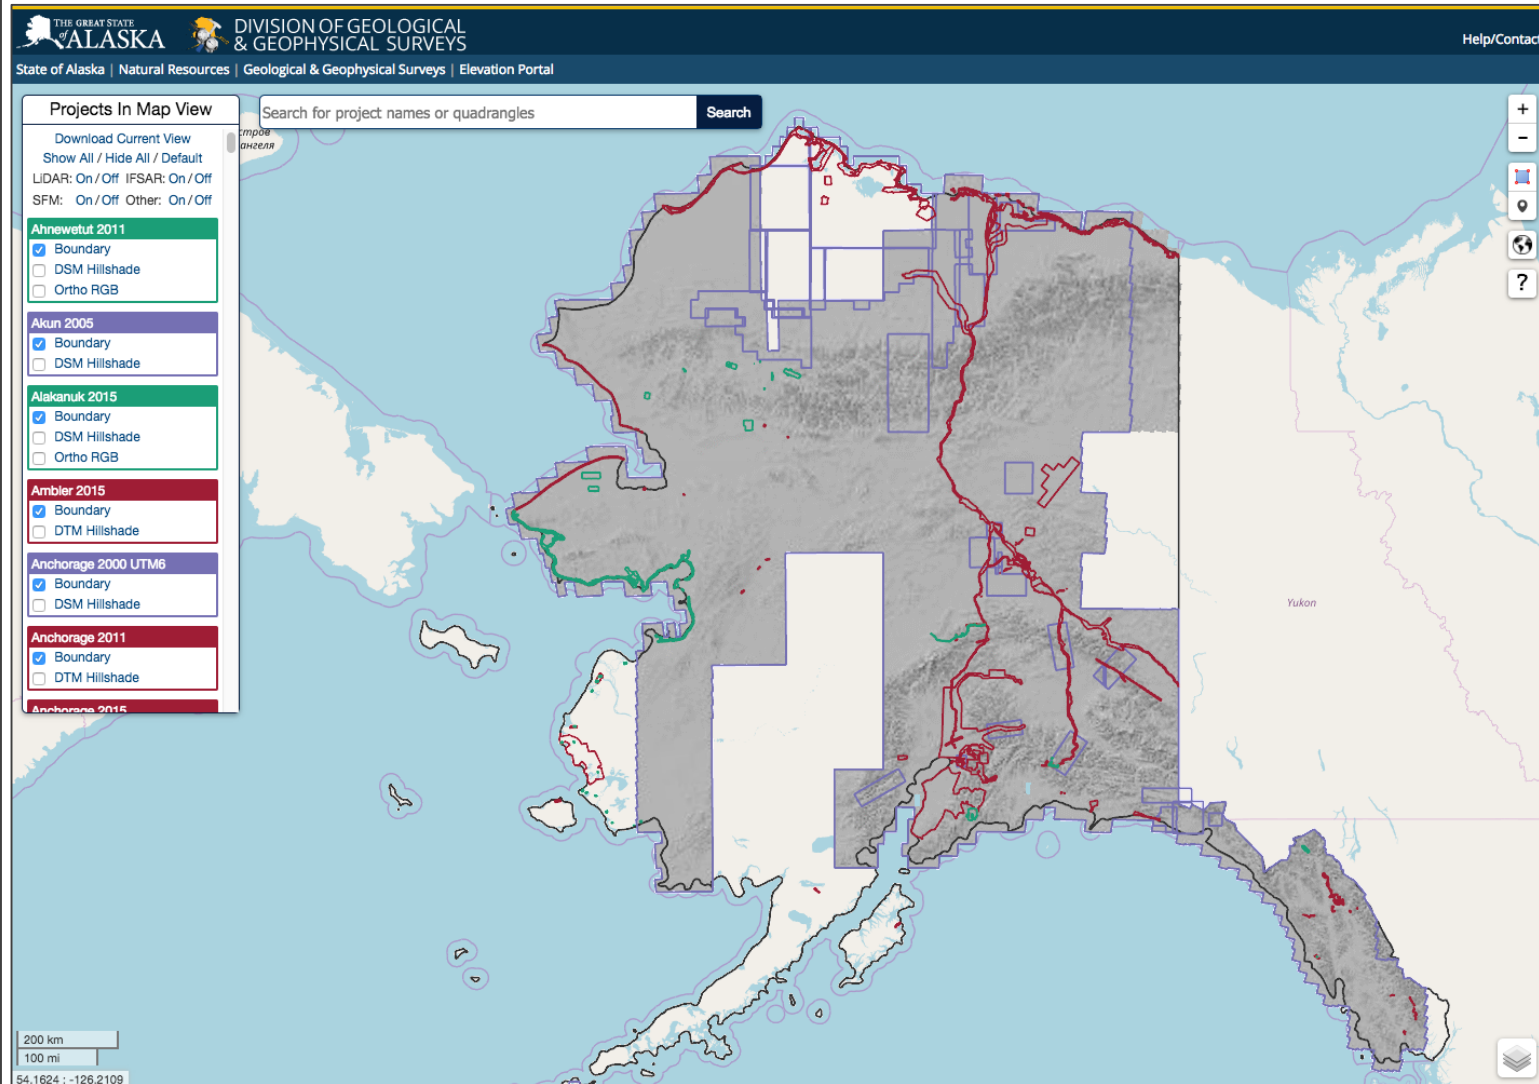 THE GREAT STATE
of ALASKA
DIVISION OF GEOLOGICAL
& GEOPHYSICAL SURVEYS
Help/Contact
State of Alaska | Natural Resources | Geological & Geophysical Surveys | Elevation Portal
Projects In Map View
Search for project names or quadrangles
Search
+
-
Download Current View
Show All / Hide All / Default
LiDAR: On / Off IFSAR: On / Off
SFM: On / Off Other: On / Off
Ahnewetut 2011
Boundary
DSM Hillshade
Ortho RGB
Akun 2005
Boundary
DSM Hillshade
Alakanuk 2015
Boundary
DSM Hillshade
Ortho RGB
Ambler 2015
Boundary
DTM Hillshade
Anchorage 2000 UTM6
Boundary
DSM Hillshade
Anchorage 2011
Boundary
DTM Hillshade
Anchorage 2015
?
Yukon
200 km
100 mi
54.1624 : -126.2109